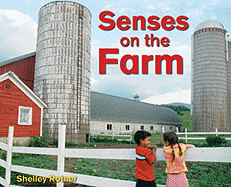 Senses
on the
Farm
Shelley Rotner